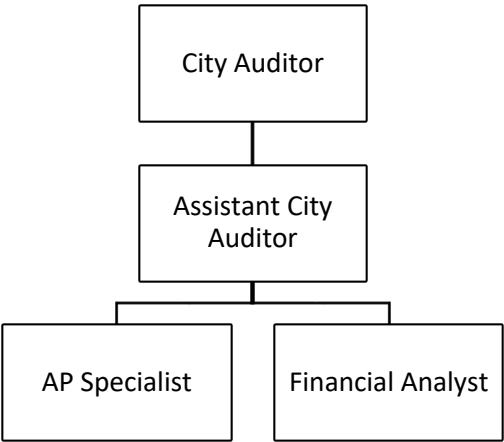 City Auditor
Assistant City
Auditor
AP Specialist
Financial Analyst